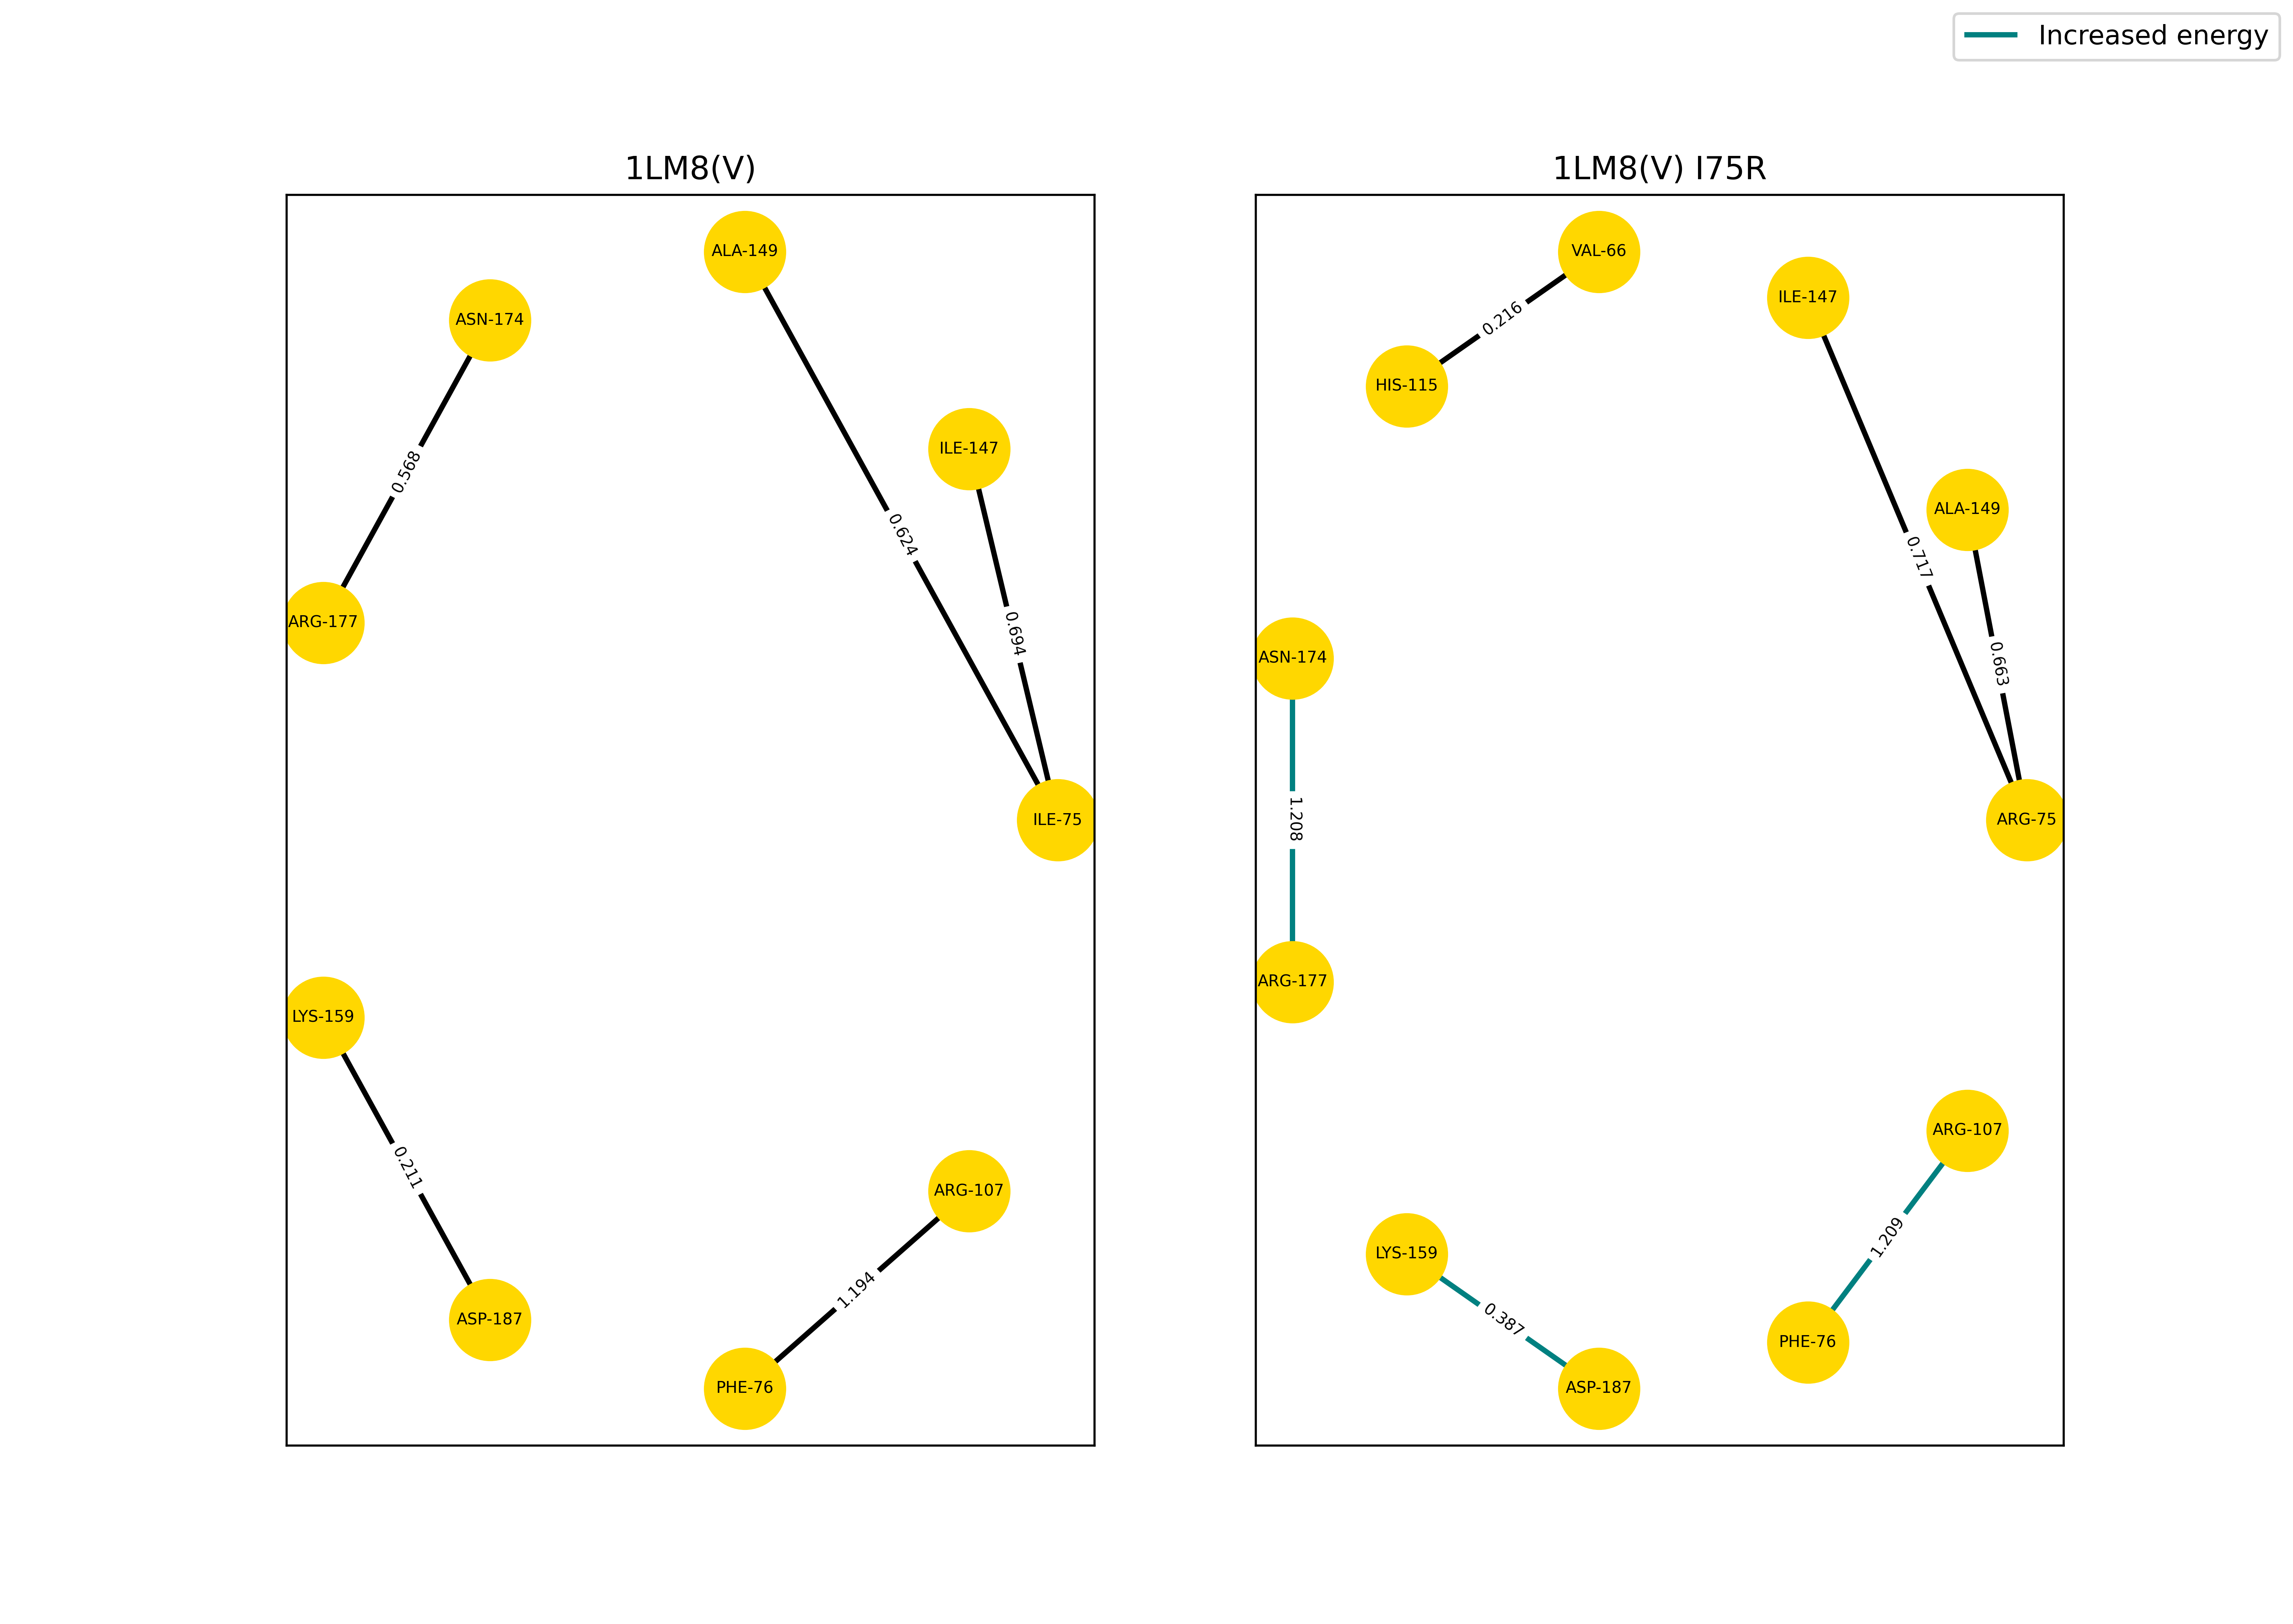 Increased energy
1LM8(V)
ALA-149
ASN-174
ILE-147
0.568
0.624
ARG-177
0.694
ILE-75
LYS-159
0.211
ARG-107
1.194
ASP-187
PHE-76
1LM8(V) I75R
VAL-66
ILE-147
0.216
HIS-115
ALA-149
0.717
ASN-174
0.663
1.208
ARG-75
ARG-177
ARG-107
1.209
LYS-159
0.387
PHE-76
ASP-187